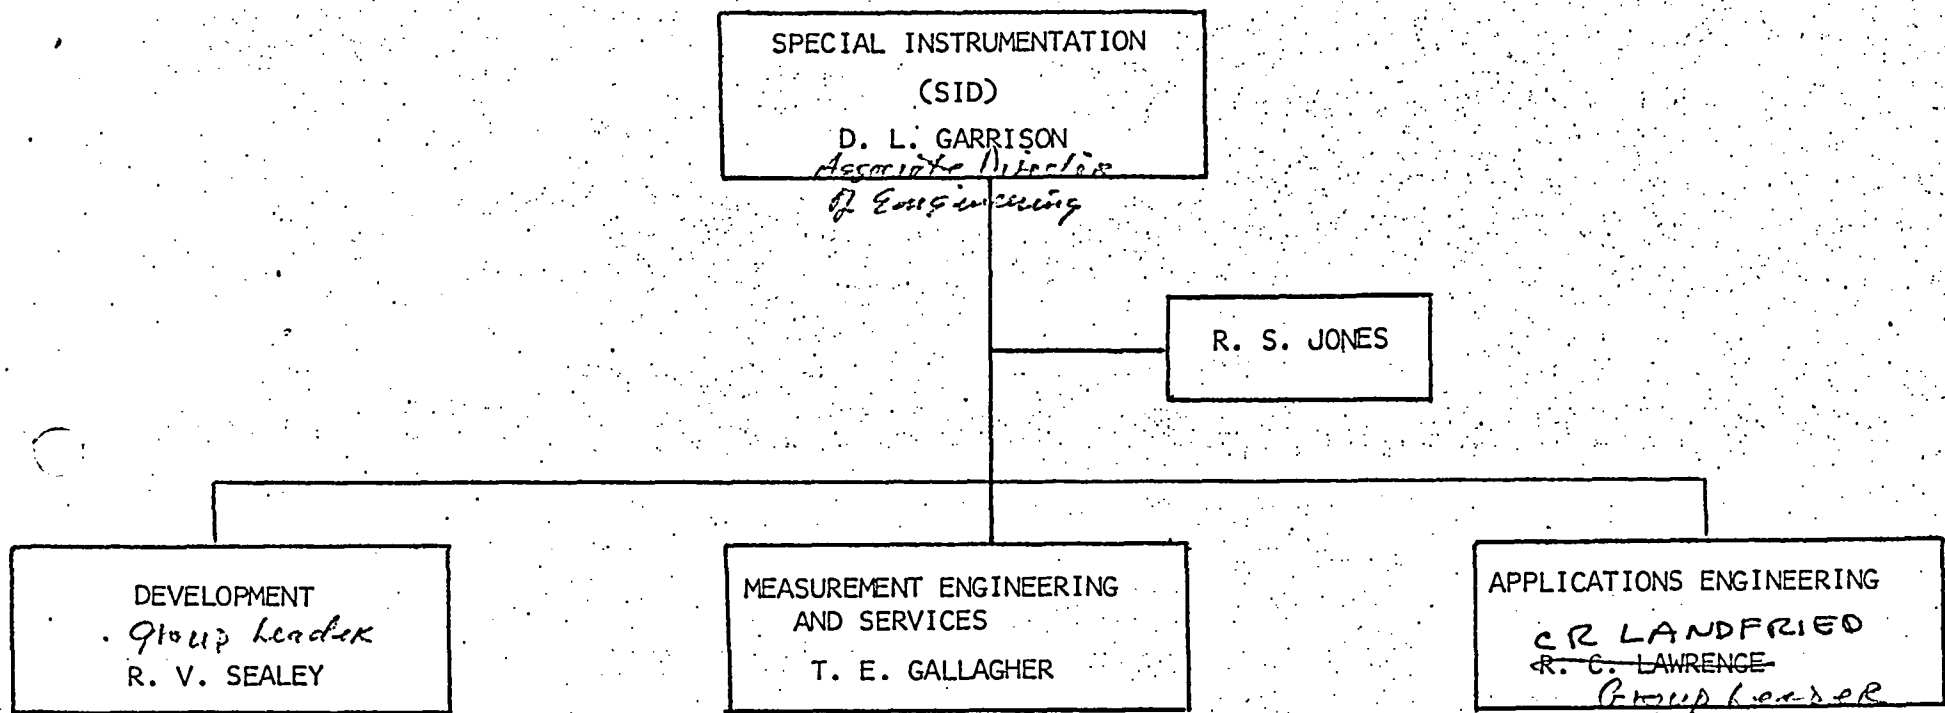 SPECIAL INSTRUMENTATION
(SID)
D. L. GARRISON
Associate Director
of Engineering
R. S. JONES
DEVELOPMENT
Group Leader
R. V. SEALEY
MEASUREMENT ENGINEERING
AND SERVICES
T. E. GALLAGHER
APPLICATIONS ENGINEERING
CR LANDFRIED
R. C. LAWRENCE
Group Leader